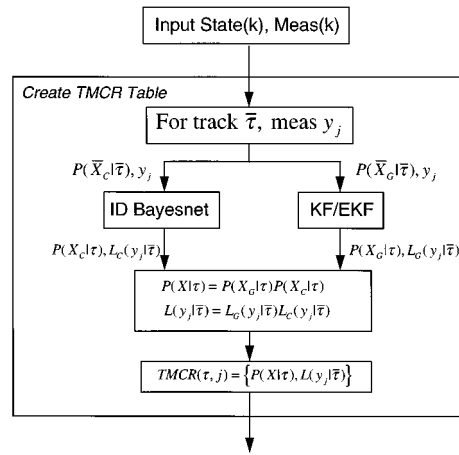 Input State(k), Meas(k)
Create TMCR Table
For track τ̄, meas y_j
P(X̄_C|τ̄), y_j
P(X̄_G|τ̄), y_j
ID Bayesnet
KF/EKF
P(X_C|τ), L_C(y_j|τ̄)
P(X_G|τ), L_G(y_j|τ̄)
P(X|τ) = P(X_G|τ)P(X_C|τ)
L(y_j|τ̄) = L_G(y_j|τ̄)L_C(y_j|τ̄)
TMCR(τ, j) = {P(X|τ), L(y_j|τ̄)}